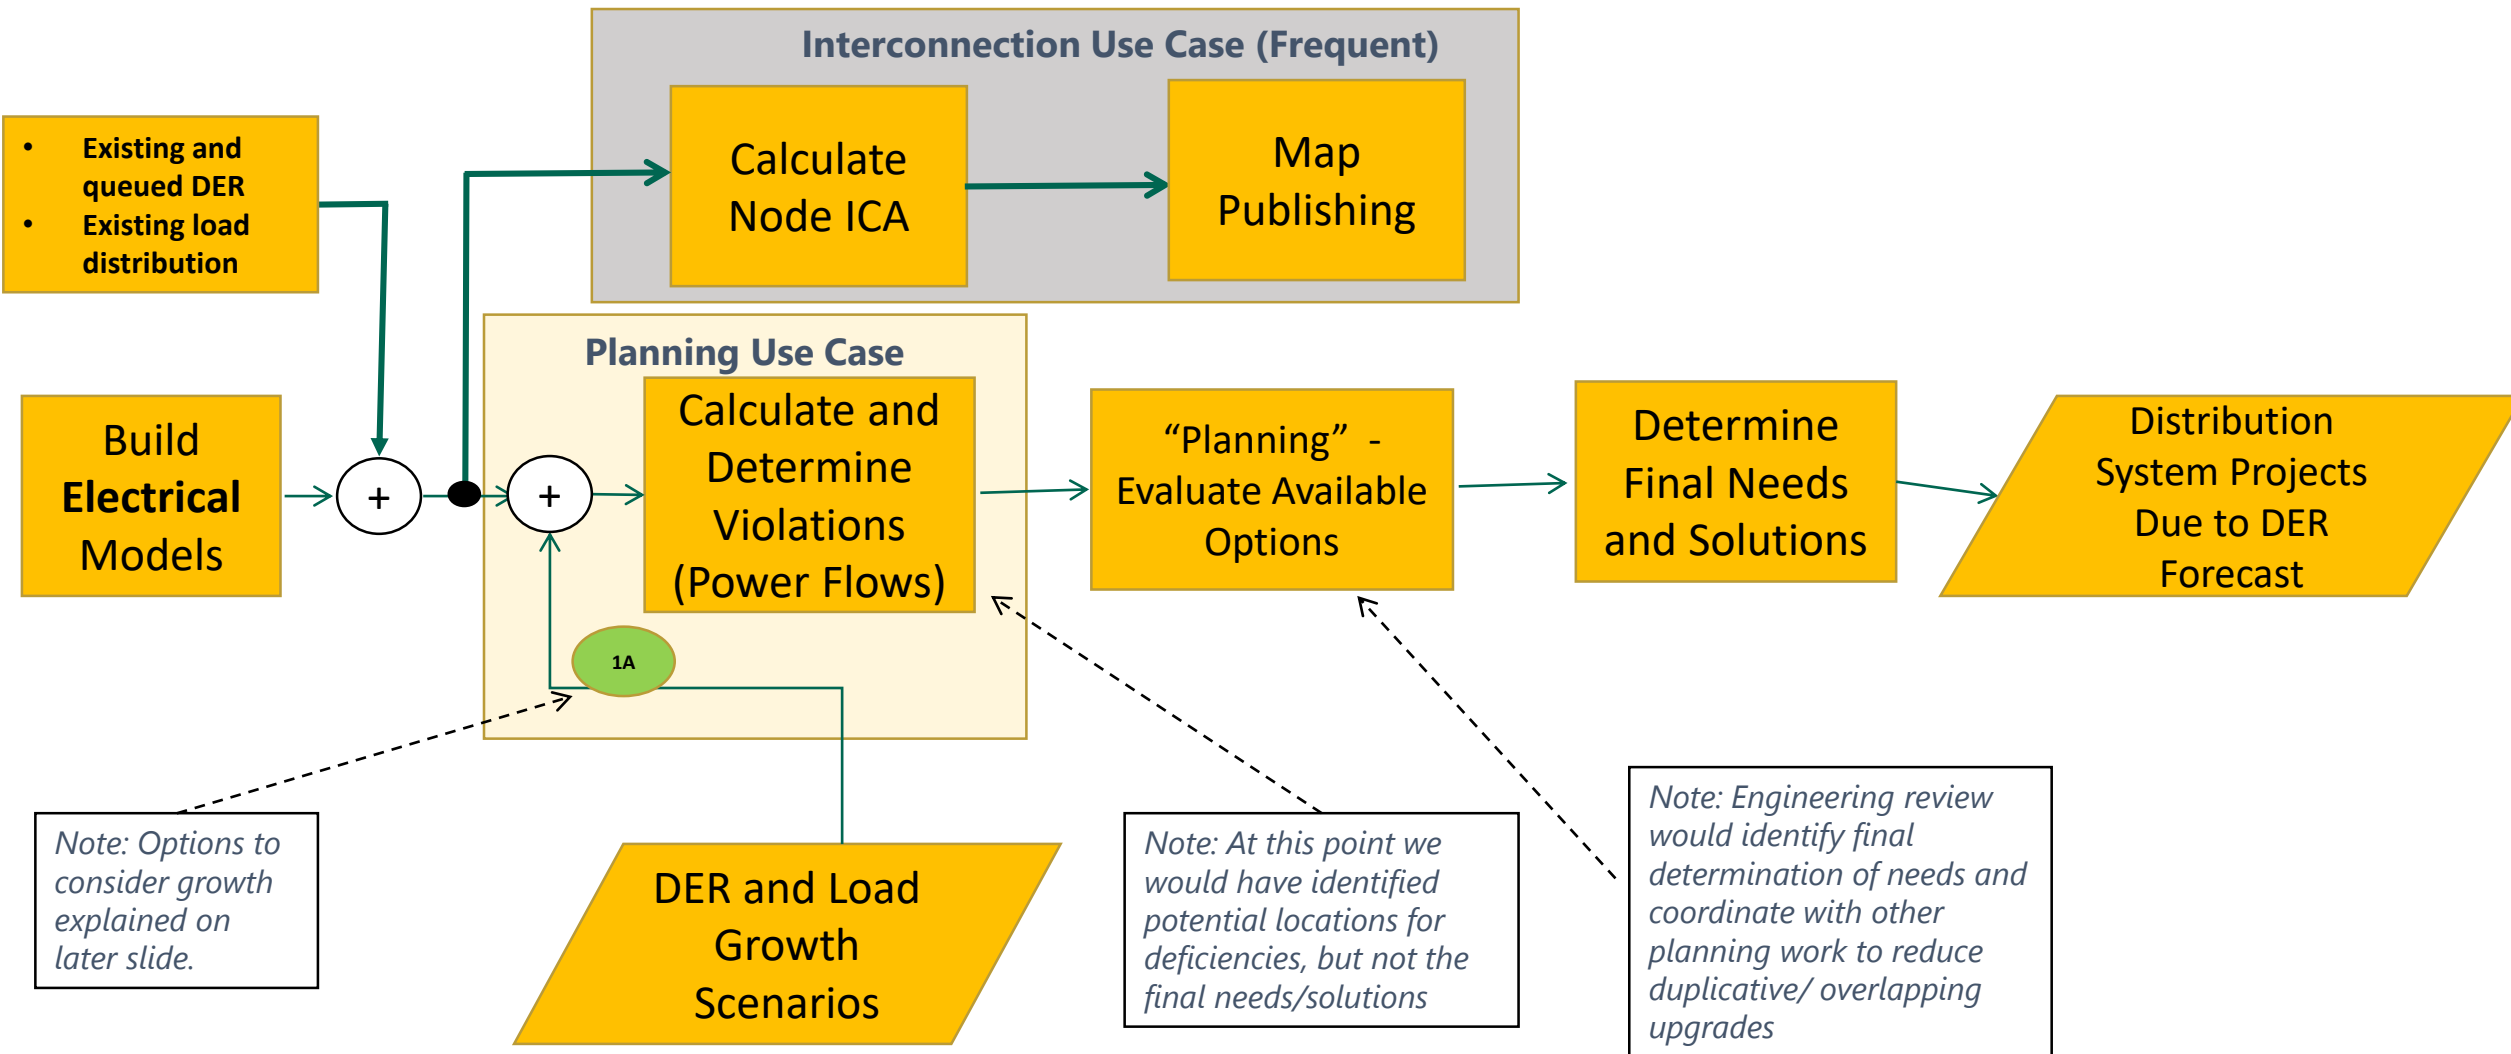 Interconnection Use Case (Frequent)
Calculate
Node ICA
Map
Publishing
• Existing and
queued DER
• Existing load
distribution
Planning Use Case
Build
Electrical
Models
+
+
Calculate and
Determine
Violations
(Power Flows)
“Planning” -
Evaluate Available
Options
Determine
Final Needs
and Solutions
Distribution
System Projects
Due to DER
Forecast
1A
Note: Options to
consider growth
explained on
later slide.
DER and Load
Growth
Scenarios
Note: At this point we
would have identified
potential locations for
deficiencies, but not the
final needs/solutions
Note: Engineering review
would identify final
determination of needs and
coordinate with other
planning work to reduce
duplicative/ overlapping
upgrades